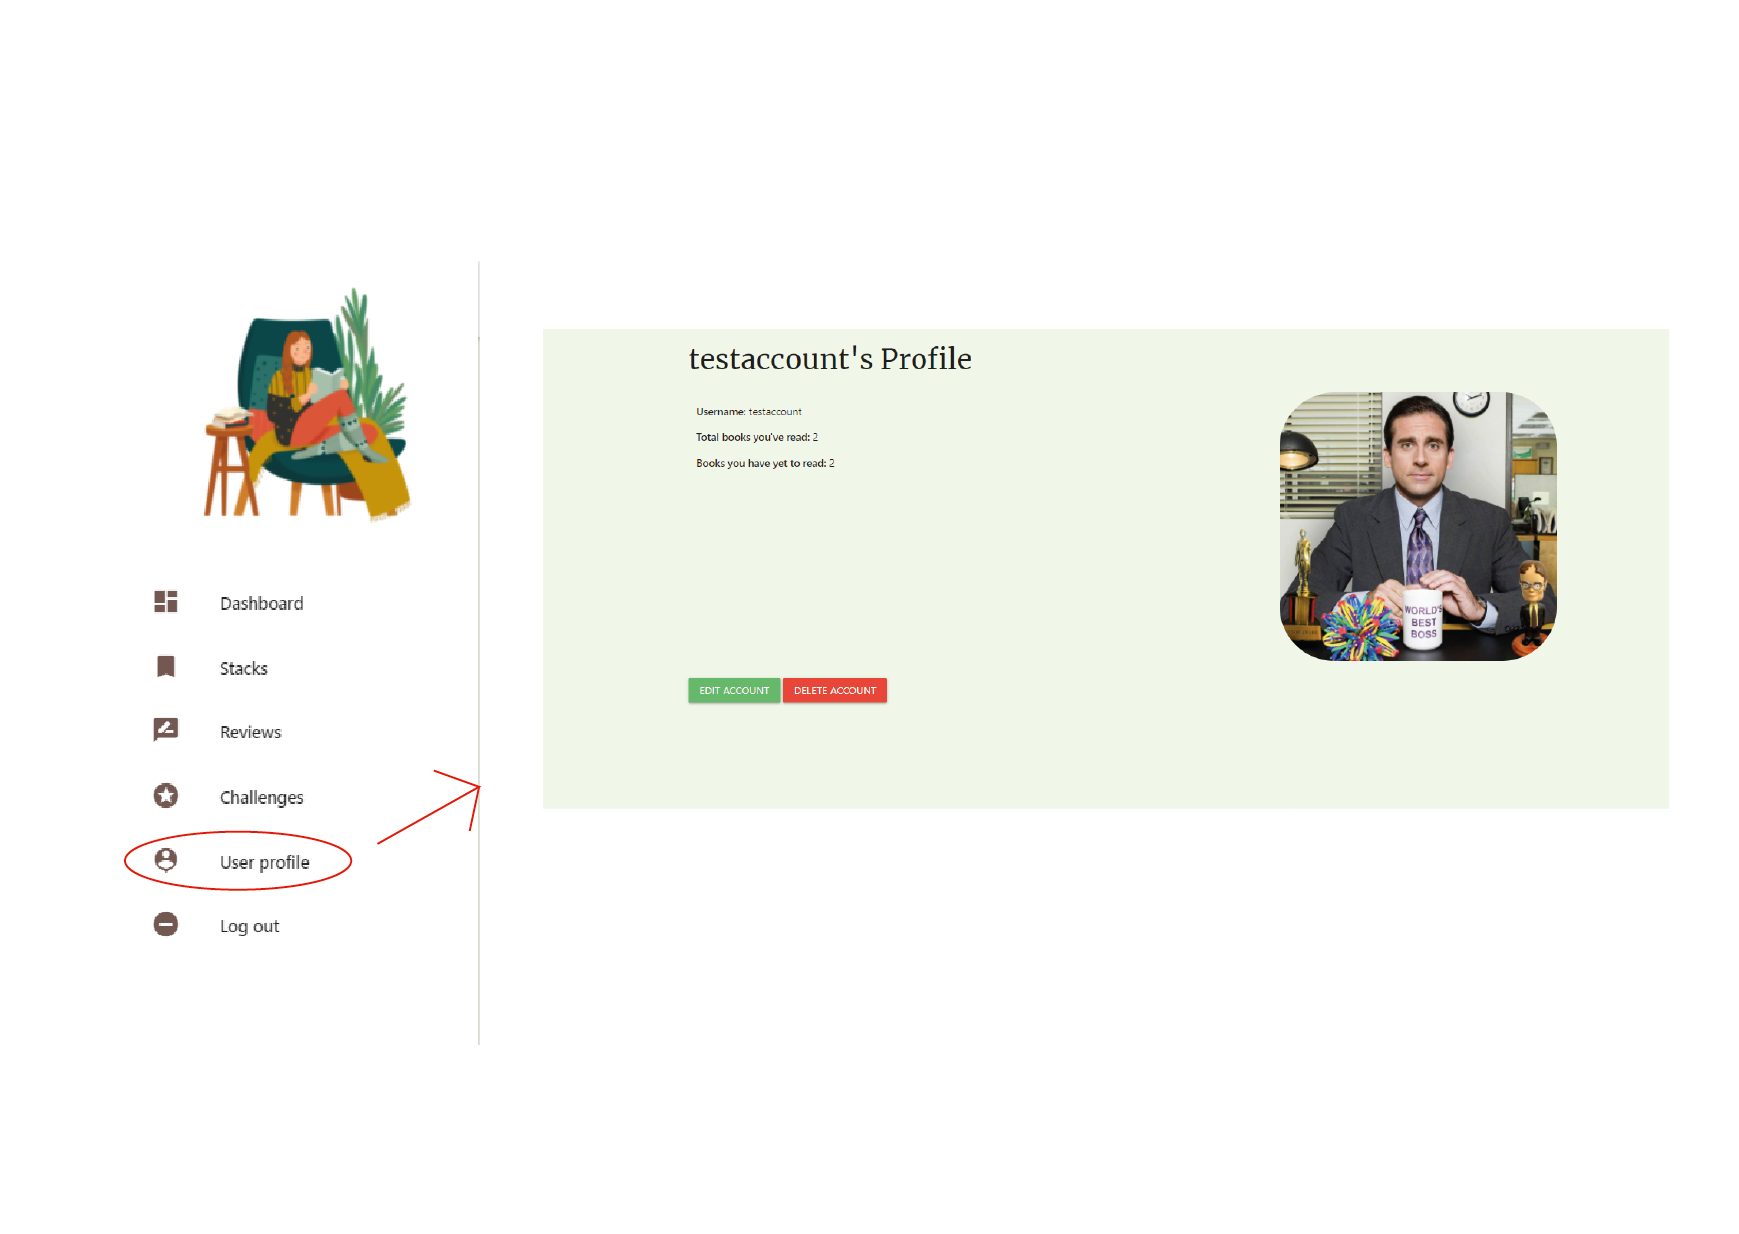 Dashboard
Stacks
Reviews
Challenges
User profile
Log out
testaccount's Profile
Username: testaccount
Total books you've read: 2
Books you have yet to read: 2
EDIT ACCOUNT DELETE ACCOUNT
WORLD'S
BEST
BOSS